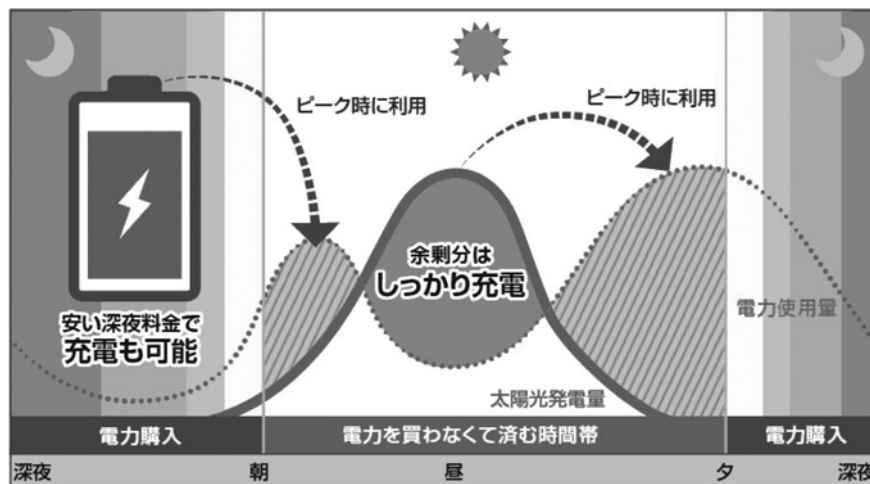 ピーク時に利用
ピーク時に利用
余剰分は
しっかり充電
安い深夜料金で
充電も可能
電力使用量
太陽光発電量
電力購入
電力を買わなくて済む時間帯
電力購入
深夜
朝
昼
夕
深夜